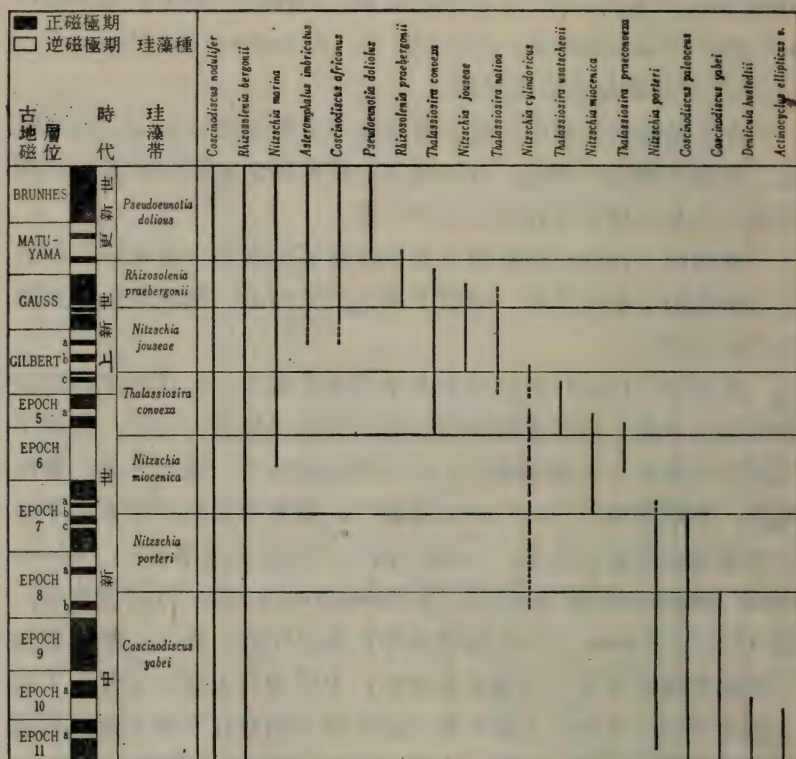 正磁極期
逆磁極期 珪藻種
古地磁 層位
時代
珪藻帯
Coscinodiscus nodulifer
Rhizosolenia bergonii
Nitzschia marina
Asteromphalus imbricatus
Coscinodiscus africanus
Pseudoeunotia doliolus
Rhizosolenia praebergonii
Thalassiosira convexa
Nitzschia jouseae
Thalassiosira nativa
Nitzschia cylindoricus
Thalassiosira usatschevii
Nitzschia miocenica
Thalassiosira praeconvexa
Nitzschia porteri
Coscinodiscus paleaceus
Coscinodiscus yabei
Denticula hustedtii
Actinocyclus ellipticus v.
BRUNHES
MATU-
YAMA
GAUSS
a
GILBERT b
c
EPOCH
5 a
EPOCH
6
a
EPOCH b
7 c
EPOCH a
8
b
EPOCH
9
EPOCH a
10
EPOCH a
11
更新世
上新世
中新世
Pseudoeunotia
dolious
Rhizosolenia
praebergonii
Nitzschia
jouseae
Thalassiosira
convexa
Nitzschia
miocenica
Nitzschia
porteri
Coscinodiscus
yabei